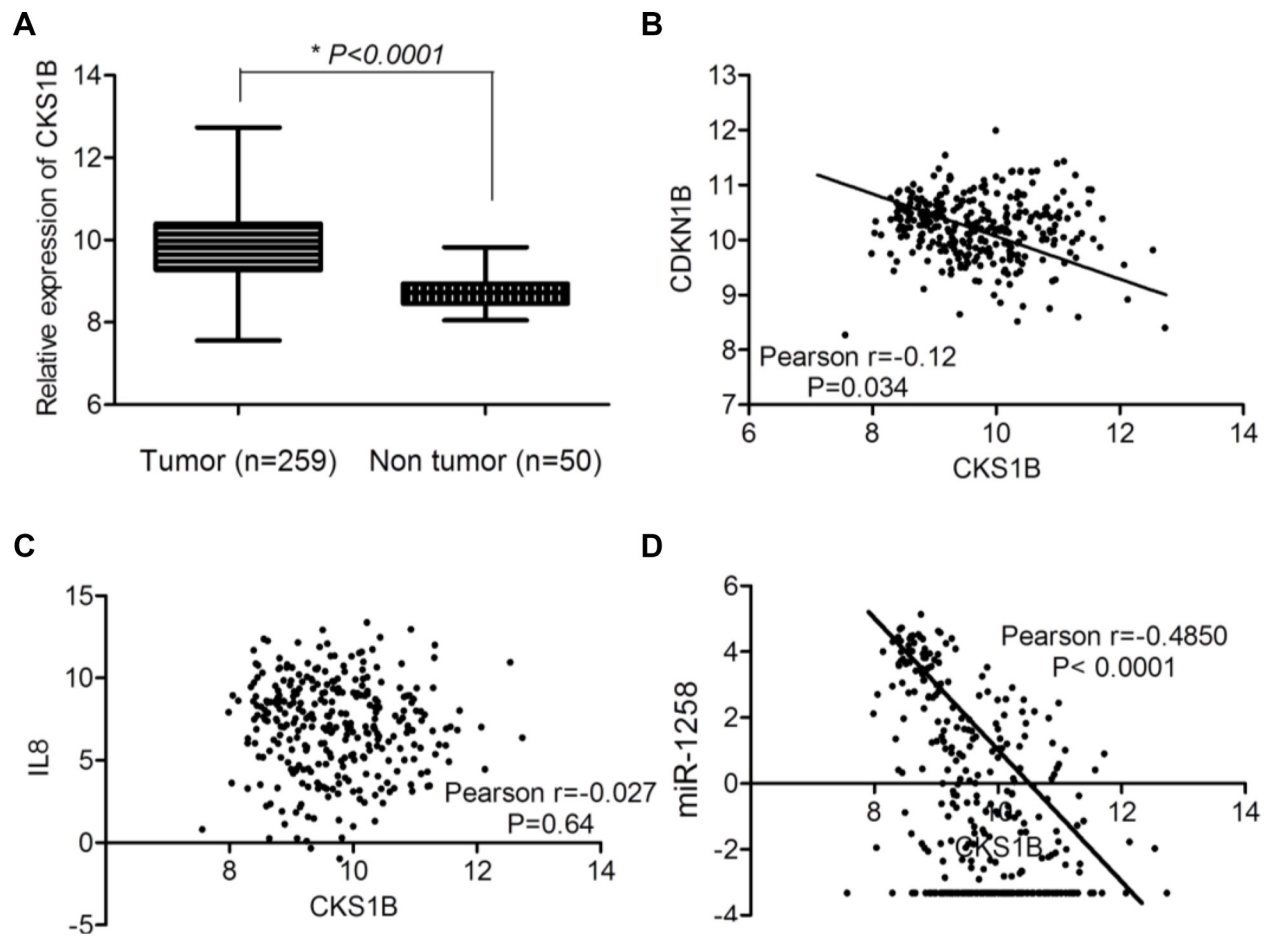 A
* P<0.0001
Relative expression of CKS1B
14
12
10
8
6
Tumor (n=259)
Non tumor (n=50)
B
CDKN1B
13
12
11
10
9
8
7
Pearson r=-0.12
P=0.034
6
8
10
12
14
CKS1B
C
IL8
15
10
5
0
-5
Pearson r=-0.027
P=0.64
8
10
12
14
CKS1B
D
miR-1258
6
4
2
0
-2
-4
Pearson r=-0.4850
P< 0.0001
8
10
12
14
CKS1B